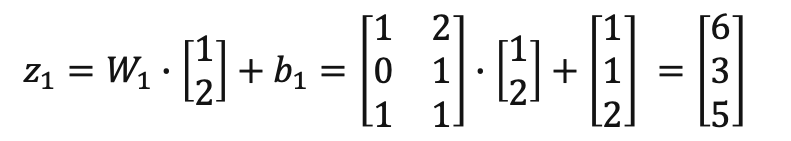 z₁ = W₁ · [1; 2] + b₁ = [1 2; 0 1; 1 1] · [1; 2] + [1; 1; 2] = [6; 3; 5]